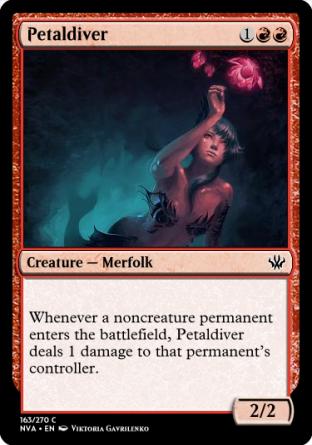 Petaldiver 1
Creature — Merfolk
Whenever a noncreature permanent
enters the battlefield, Petaldiver
deals 1 damage to that permanent's
controller.
163/270 C
NVA • EN Viktoria Gavrilenko
2/2